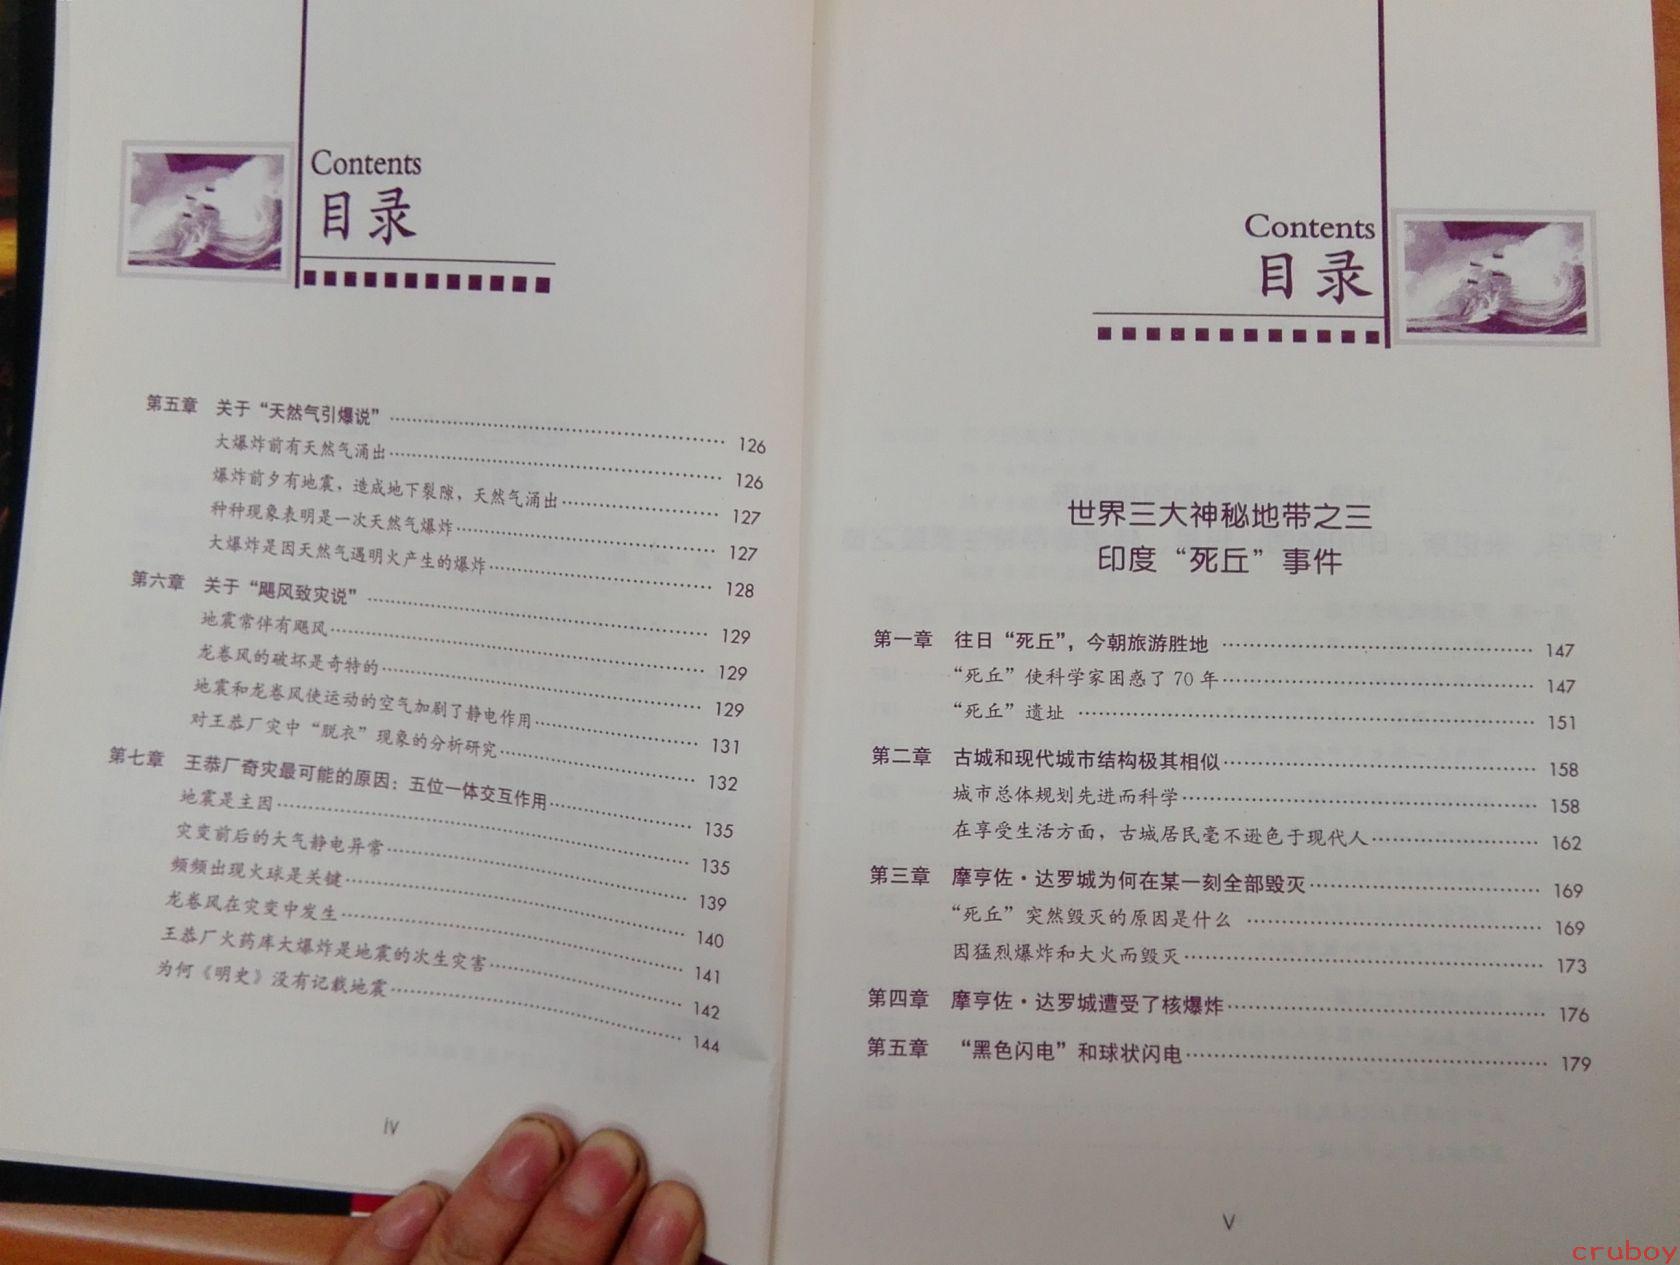 Contents
目录
第五章 关于“天然气引爆说” 126
大爆炸前有天然气涌出 126
爆炸前夕有地震，造成地下裂隙，天然气涌出 127
种种现象表明是一次天然气爆炸 127
大爆炸是因天然气遇明火产生的爆炸 128
第六章 关于“飓风致灾说” 129
地震常伴有飓风 129
龙卷风的破坏是奇特的 129
地震和龙卷风使运动的空气加剧了静电作用 131
对王恭厂灾中“脱衣”现象的分析研究 132
第七章 王恭厂奇灾最可能的原因：五位一体交互作用 135
地震是主因 135
灾变前后的大气静电异常 139
频频出现火球是关键 140
龙卷风在灾变中发生 141
王恭厂火药库大爆炸是地震的次生灾害 142
为何《明史》没有记载地震 144
iv
Contents
目录
世界三大神秘地带之三
印度“死丘”事件
第一章 往日“死丘”，今朝旅游胜地 147
“死丘”使科学家困惑了70年 147
“死丘”遗址 151
第二章 古城和现代城市结构极其相似 158
城市总体规划先进而科学 158
在享受生活方面，古城居民毫不逊色于现代人 162
第三章 摩亨佐·达罗城为何在某一刻全部毁灭 169
“死丘”突然毁灭的原因是什么 169
因猛烈爆炸和大火而毁灭 173
第四章 摩亨佐·达罗城遭受了核爆炸 176
第五章 “黑色闪电”和球状闪电 179
V
cruboy